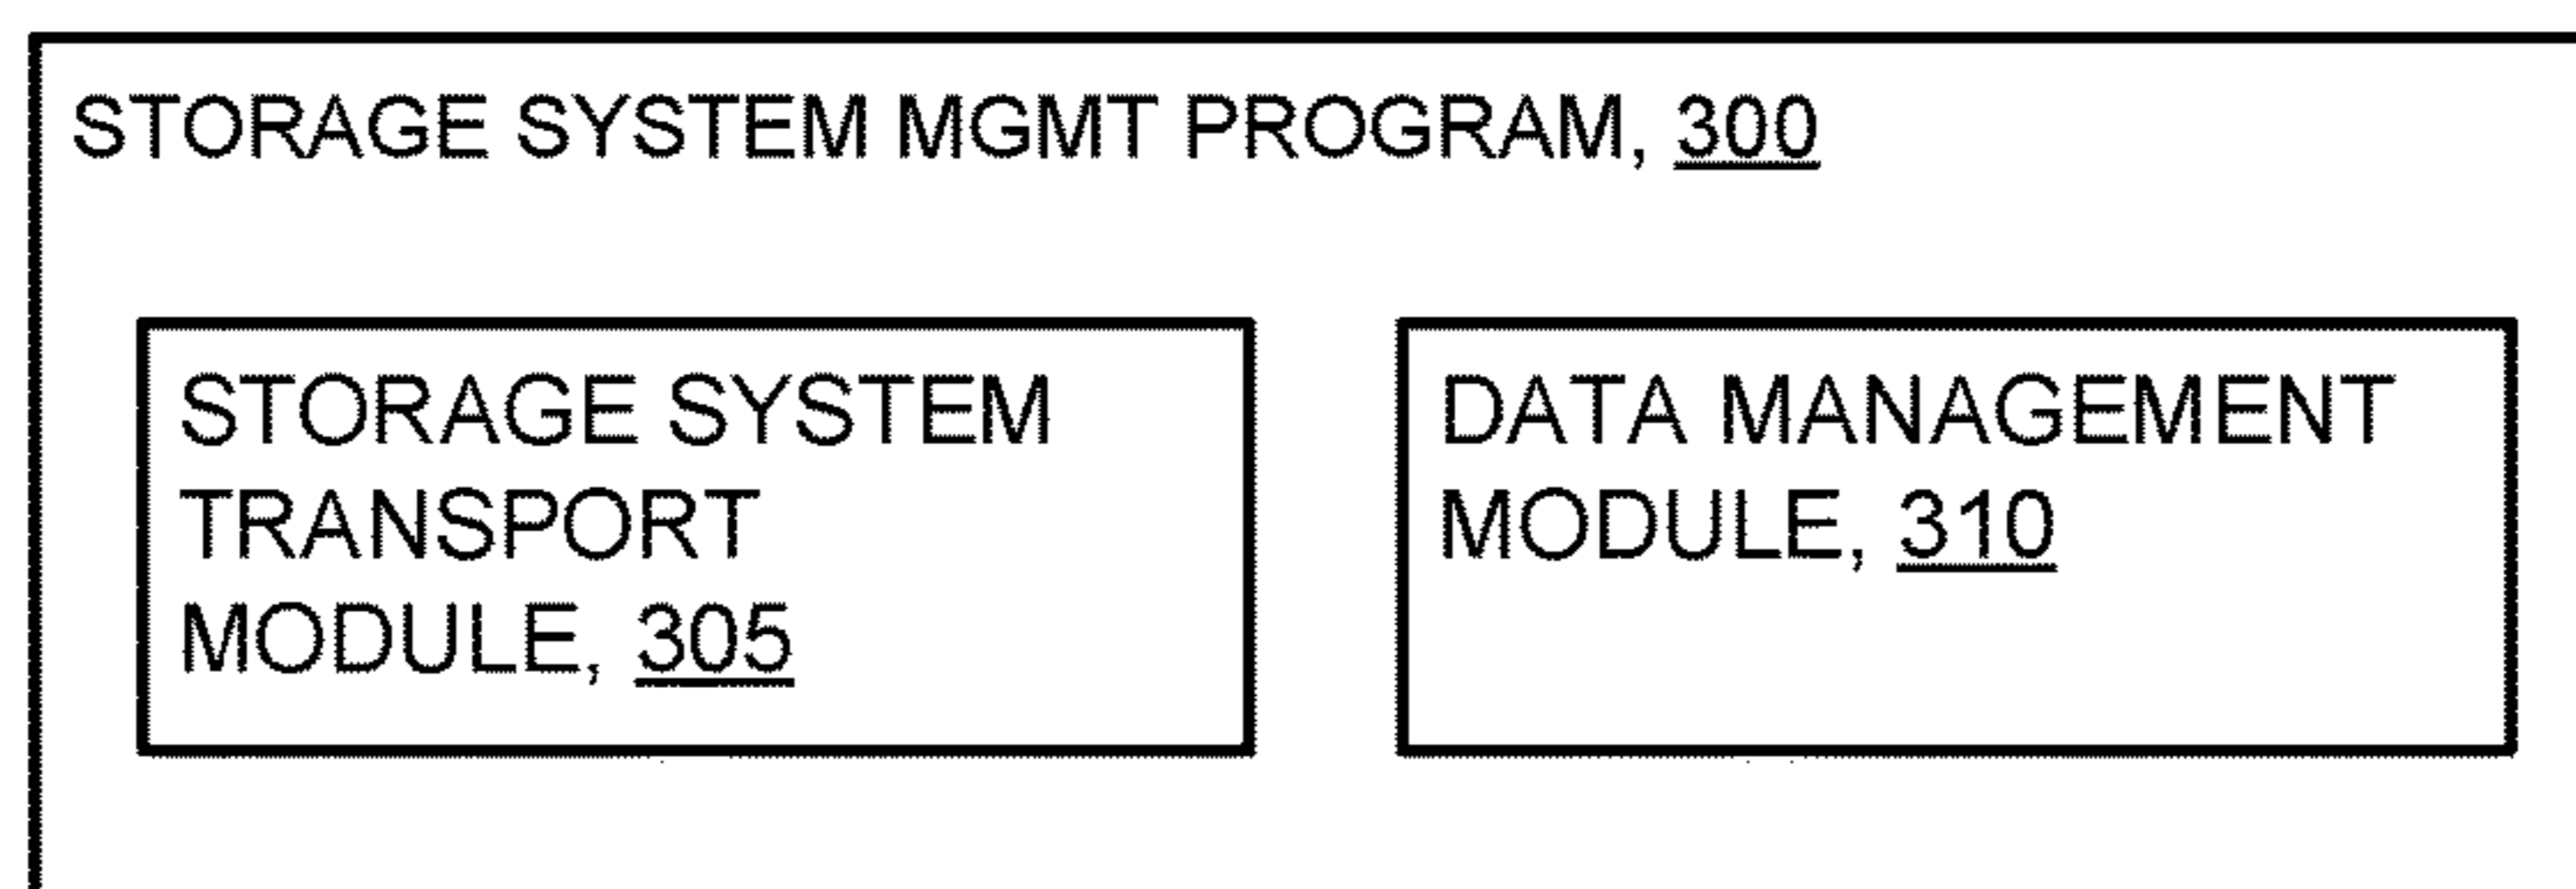 STORAGE SYSTEM MGMT PROGRAM, 300
STORAGE SYSTEM
TRANSPORT
MODULE, 305
DATA MANAGEMENT
MODULE, 310